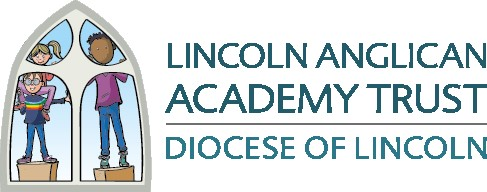 LINCOLN ANGLICAN
ACADEMY TRUST
DIOCESE OF LINCOLN